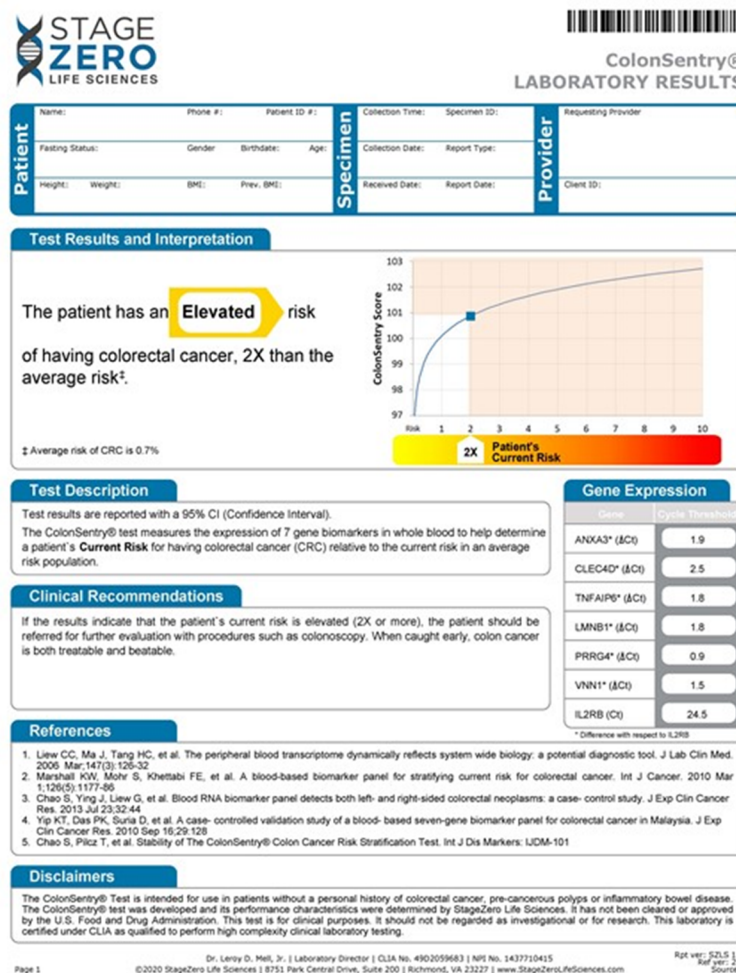 STAGE
ZERO
LIFE SCIENCES
ColonSentry®
LABORATORY RESULTS
Patient
Name: Phone #: Patient ID #:
Fasting Status: Gender Birthdate: Age:
Height: Weight: BMI: Prev. BMI:
Specimen
Collection Time: Specimen ID:
Collection Date: Report Type:
Received Date: Report Date:
Provider
Requesting Provider
Client ID:
Test Results and Interpretation
The patient has an Elevated risk
of having colorectal cancer, 2X than the
average risk‡.
‡ Average risk of CRC is 0.7%
ColonSentry Score
103
102
101
100
99
98
97
Risk 1 2 3 4 5 6 7 8 9 10
2X Patient's
Current Risk
Test Description
Test results are reported with a 95% CI (Confidence Interval).
The ColonSentry® test measures the expression of 7 gene biomarkers in whole blood to help determine
a patient`s Current Risk for having colorectal cancer (CRC) relative to the current risk in an average
risk population.
Clinical Recommendations
If the results indicate that the patient`s current risk is elevated (2X or more), the patient should be
referred for further evaluation with procedures such as colonoscopy. When caught early, colon cancer
is both treatable and beatable.
Gene Expression
Gene Cycle Threshold
ANXA3* (ΔCt) 1.9
CLEC4D* (ΔCt) 2.5
TNFAIP6* (ΔCt) 1.8
LMNB1* (ΔCt) 1.8
PRRG4* (ΔCt) 0.9
VNN1* (ΔCt) 1.5
IL2RB (Ct) 24.5
* Difference with respect to IL2RB
References
1. Liew CC, Ma J, Tang HC, et al. The peripheral blood transcriptome dynamically reflects system wide biology: a potential diagnostic tool. J Lab Clin Med.
2006 Mar;147(3):126-32
2. Marshall KW, Mohr S, Khettabi FE, et al. A blood-based biomarker panel for stratifying current risk for colorectal cancer. Int J Cancer. 2010 Mar
1;126(5):1177-86
3. Chao S, Ying J, Liew G, et al. Blood RNA biomarker panel detects both left- and right-sided colorectal neoplasms: a case- control study. J Exp Clin Cancer
Res. 2013 Jul 23;32:44
4. Yip KT, Das PK, Suria D, et al. A case- controlled validation study of a blood- based seven-gene biomarker panel for colorectal cancer in Malaysia. J Exp
Clin Cancer Res. 2010 Sep 16;29:128
5. Chao S, Pilcz T, et al. Stability of The ColonSentry® Colon Cancer Risk Stratification Test. Int J Dis Markers: IJDM-101
Disclaimers
The ColonSentry® Test is intended for use in patients without a personal history of colorectal cancer, pre-cancerous polyps or inflammatory bowel disease.
The ColonSentry® test was developed and its performance characteristics were determined by StageZero Life Sciences. It has not been cleared or approved
by the U.S. Food and Drug Administration. This test is for clinical purposes. It should not be regarded as investigational or for research. This laboratory is
certified under CLIA as qualified to perform high complexity clinical laboratory testing.
Dr. Leroy D. Mell, Jr. | Laboratory Director | CLIA No. 49D2059683 | NPI No. 1437710415
Page 1 ©2020 StageZero Life Sciences | 8751 Park Central Drive, Suite 200 | Richmond, VA 23227 | www.StageZeroLifeSciences.com
Rpt ver: SZLS 1
Ref ver: 2
Source